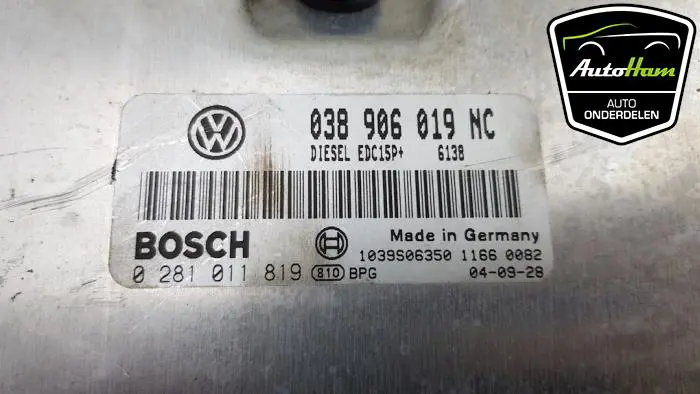 AutoHam
AUTO
ONDERDELEN
VW
038 906 019 NC
DIESEL EDC15P+ 6138
BOSCH
Made in Germany
1039S06350 1166 0082
0 281 011 819 810 BPG 04-09-28